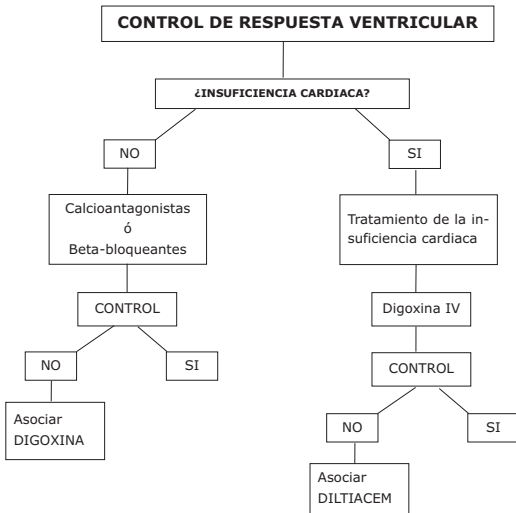 CONTROL DE RESPUESTA VENTRICULAR
¿INSUFICIENCIA CARDIACA?
NO
SI
Calcioantagonistas
ó
Beta-bloqueantes
Tratamiento de la in-
suficiencia cardiaca
CONTROL
Digoxina IV
NO
SI
CONTROL
Asociar
DIGOXINA
NO
SI
Asociar
DILTIACEM